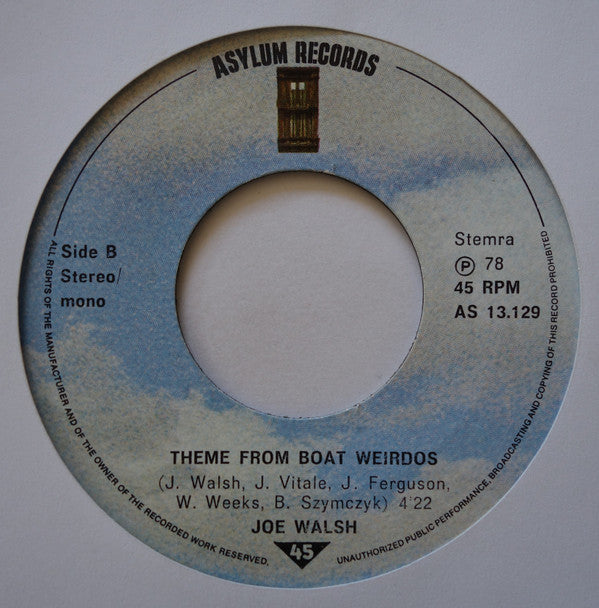 ASYLUM RECORDS
Side B
Stereo/
mono
Stemra
Ⓟ 78
45 RPM
AS 13.129
THEME FROM BOAT WEIRDOS
(J. Walsh, J. Vitale, J. Ferguson,
W. Weeks, B. Szymczyk) 4'22
JOE WALSH
45
ALL RIGHTS OF THE MANUFACTURER AND OF THE OWNER OF THE RECORDED WORK RESERVED,
UNAUTHORIZED PUBLIC PERFORMANCE, BROADCASTING AND COPYING OF THIS RECORD PROHIBITED